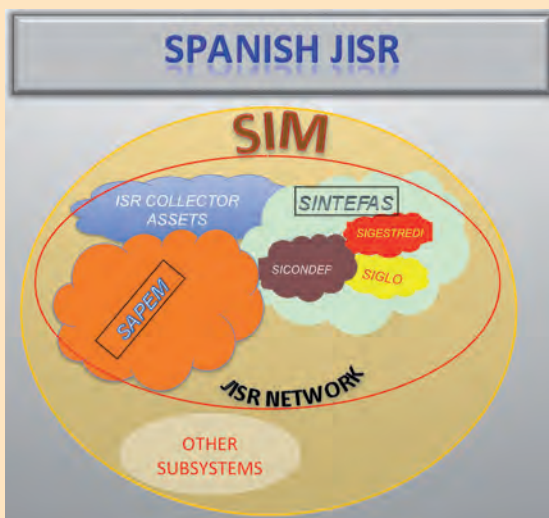 SPANISH JISR
SIM
ISR COLLECTOR
ASSETS
SINTEFAS
SIGESTREDI
SICONDEF
SIGLO
SAPEM
JISR NETWORK
OTHER
SUBSYSTEMS